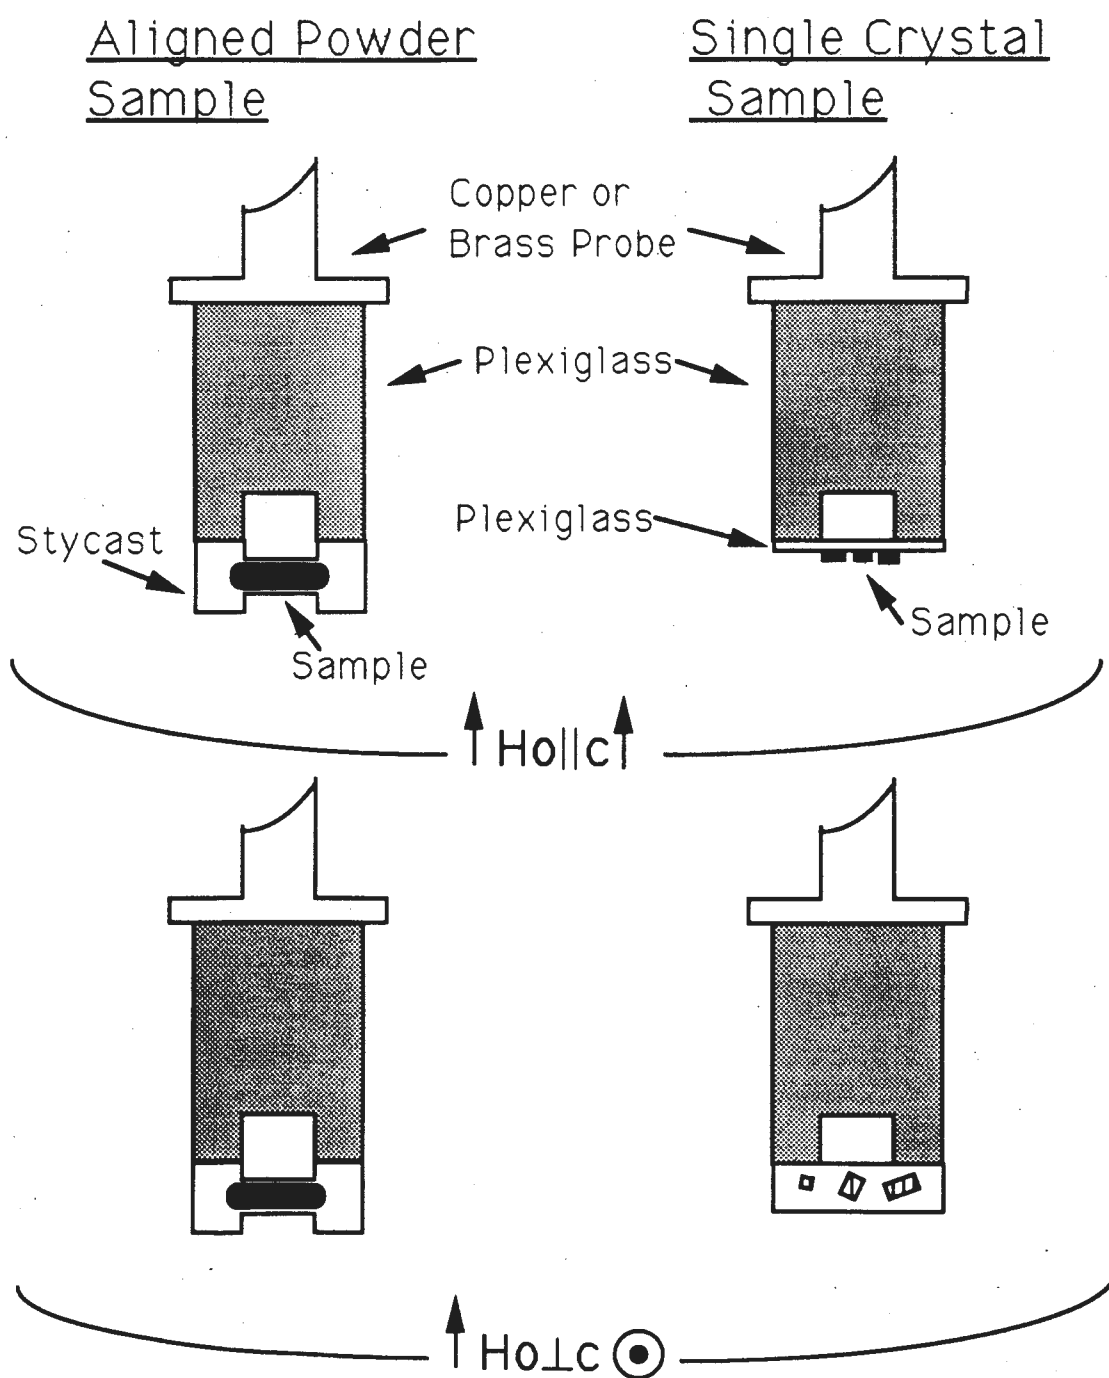 Aligned Powder
Sample
Single Crystal
Sample
Copper or
Brass Probe
Plexiglass
Plexiglass
Stycast
Sample
Sample
Ho||c
Ho⊥c